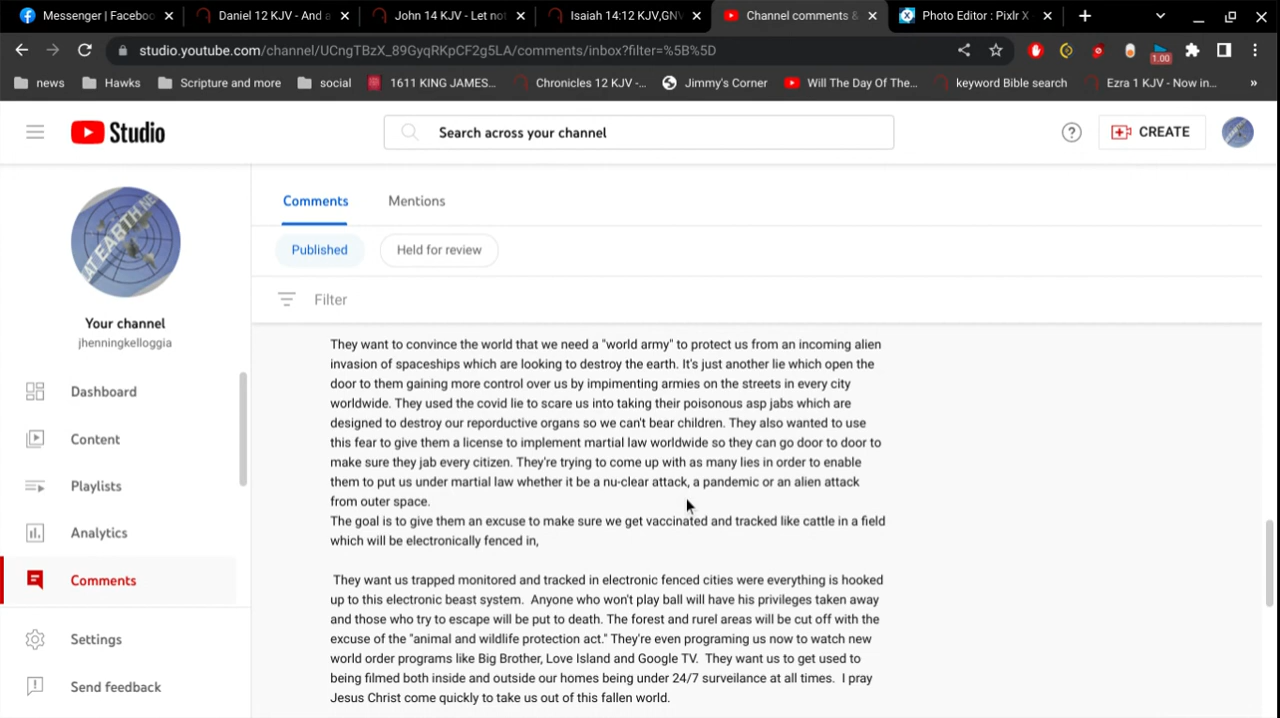 Messenger | Faceboo
Daniel 12 KJV - And a
John 14 KJV - Let not
Isaiah 14:12 KJV,GNV
Channel comments &
Photo Editor : Pixlr X
studio.youtube.com/channel/UCngTBzX_89GyqRKpCF2g5LA/comments/inbox?filter=%5B%5D
1.00
news
Hawks
Scripture and more
social
1611 KING JAMES...
Chronicles 12 KJV -...
Jimmy's Corner
Will The Day Of The...
keyword Bible search
Ezra 1 KJV - Now in...
»
Studio
Search across your channel
CREATE
AT EARTH NE
Your channel
jhenningkelloggia
Dashboard
Content
Playlists
Analytics
Comments
Settings
Send feedback
Comments
Mentions
Published
Held for review
Filter
They want to convince the world that we need a "world army" to protect us from an incoming alien
invasion of spaceships which are looking to destroy the earth. It's just another lie which open the
door to them gaining more control over us by impimenting armies on the streets in every city
worldwide. They used the covid lie to scare us into taking their poisonous asp jabs which are
designed to destroy our reporductive organs so we can't bear children. They also wanted to use
this fear to give them a license to implement martial law worldwide so they can go door to door to
make sure they jab every citizen. They're trying to come up with as many lies in order to enable
them to put us under martial law whether it be a nu-clear attack, a pandemic or an alien attack
from outer space.
The goal is to give them an excuse to make sure we get vaccinated and tracked like cattle in a field
which will be electronically fenced in,
They want us trapped monitored and tracked in electronic fenced cities were everything is hooked
up to this electronic beast system. Anyone who won't play ball will have his privileges taken away
and those who try to escape will be put to death. The forest and rurel areas will be cut off with the
excuse of the "animal and wildlife protection act." They're even programing us now to watch new
world order programs like Big Brother, Love Island and Google TV. They want us to get used to
being filmed both inside and outside our homes being under 24/7 surveilance at all times. I pray
Jesus Christ come quickly to take us out of this fallen world.